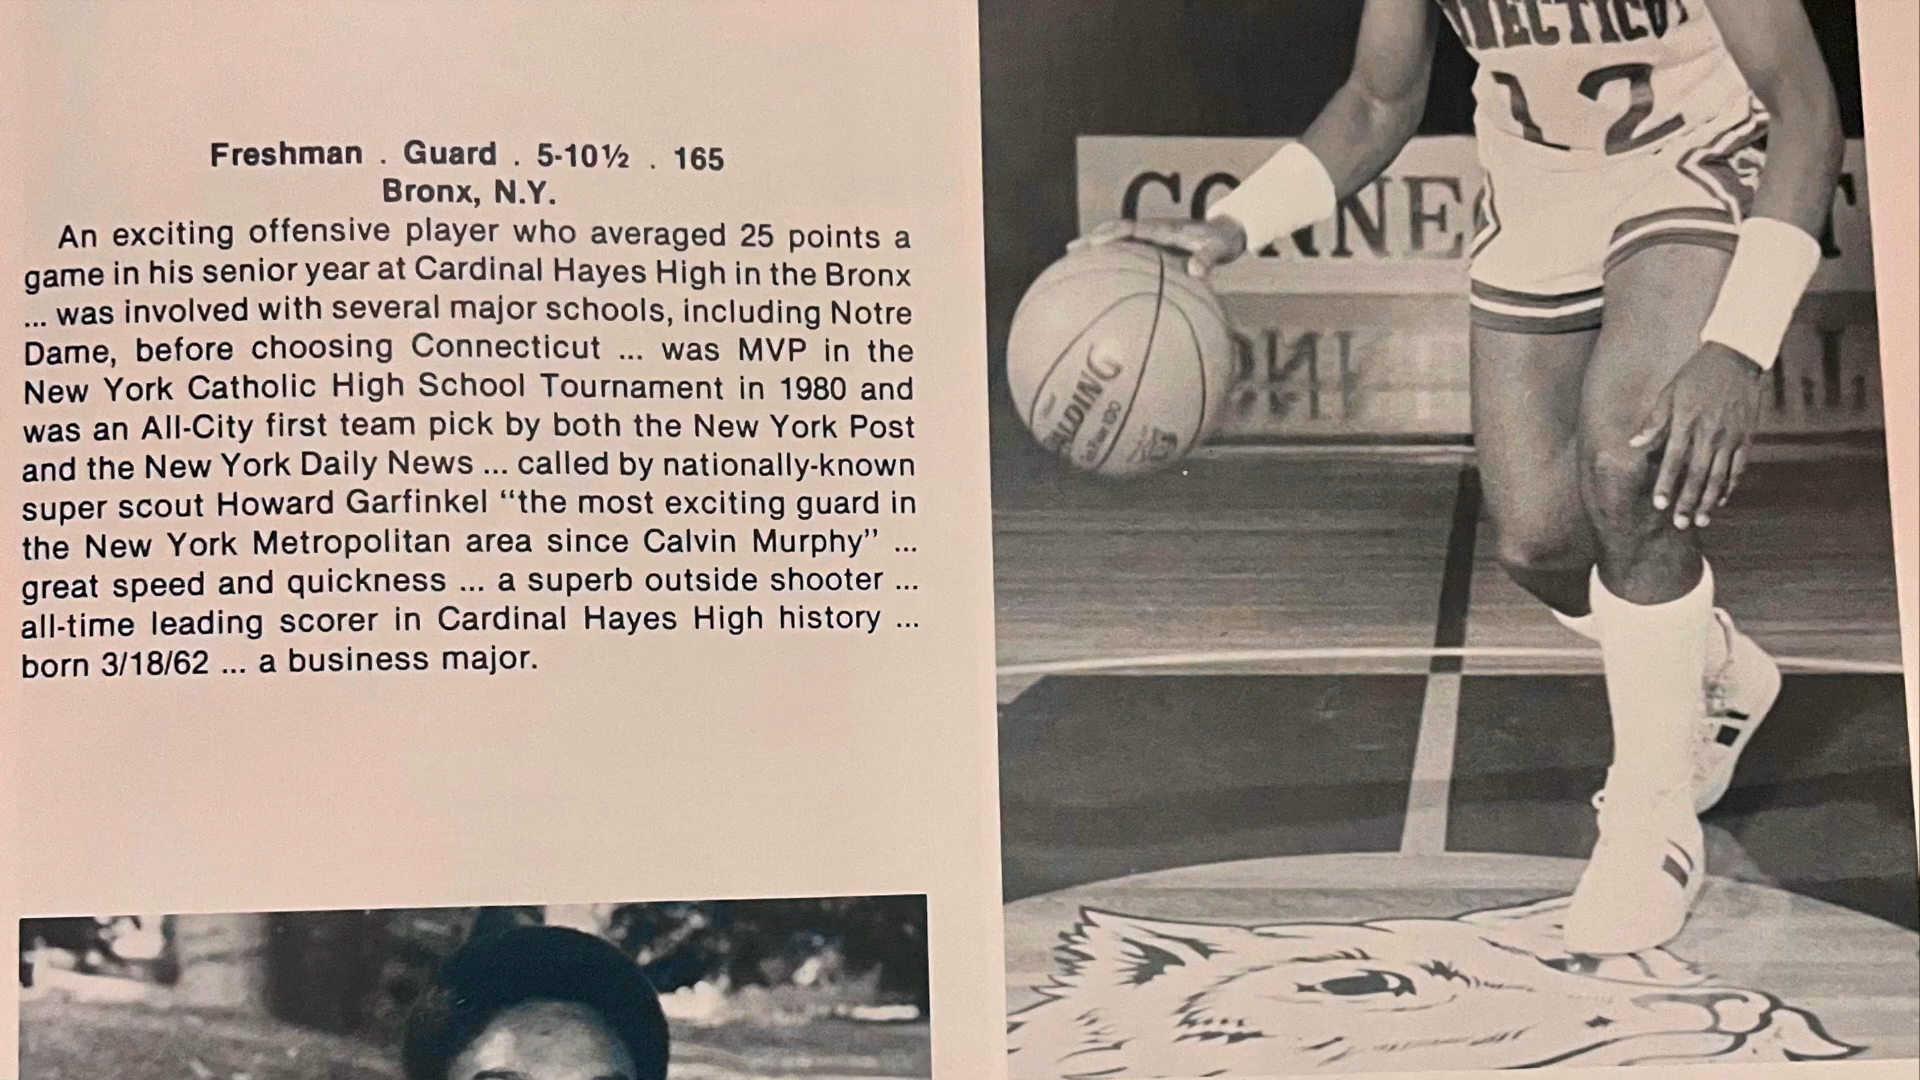 Freshman . Guard . 5-10½ . 165
Bronx, N.Y.
An exciting offensive player who averaged 25 points a
game in his senior year at Cardinal Hayes High in the Bronx
... was involved with several major schools, including Notre
Dame, before choosing Connecticut ... was MVP in the
New York Catholic High School Tournament in 1980 and
was an All-City first team pick by both the New York Post
and the New York Daily News ... called by nationally-known
super scout Howard Garfinkel “the most exciting guard in
the New York Metropolitan area since Calvin Murphy” ...
great speed and quickness ... a superb outside shooter ...
all-time leading scorer in Cardinal Hayes High history ...
born 3/18/62 ... a business major.
NNECTICUT
12
CONNEC T
SPALDING